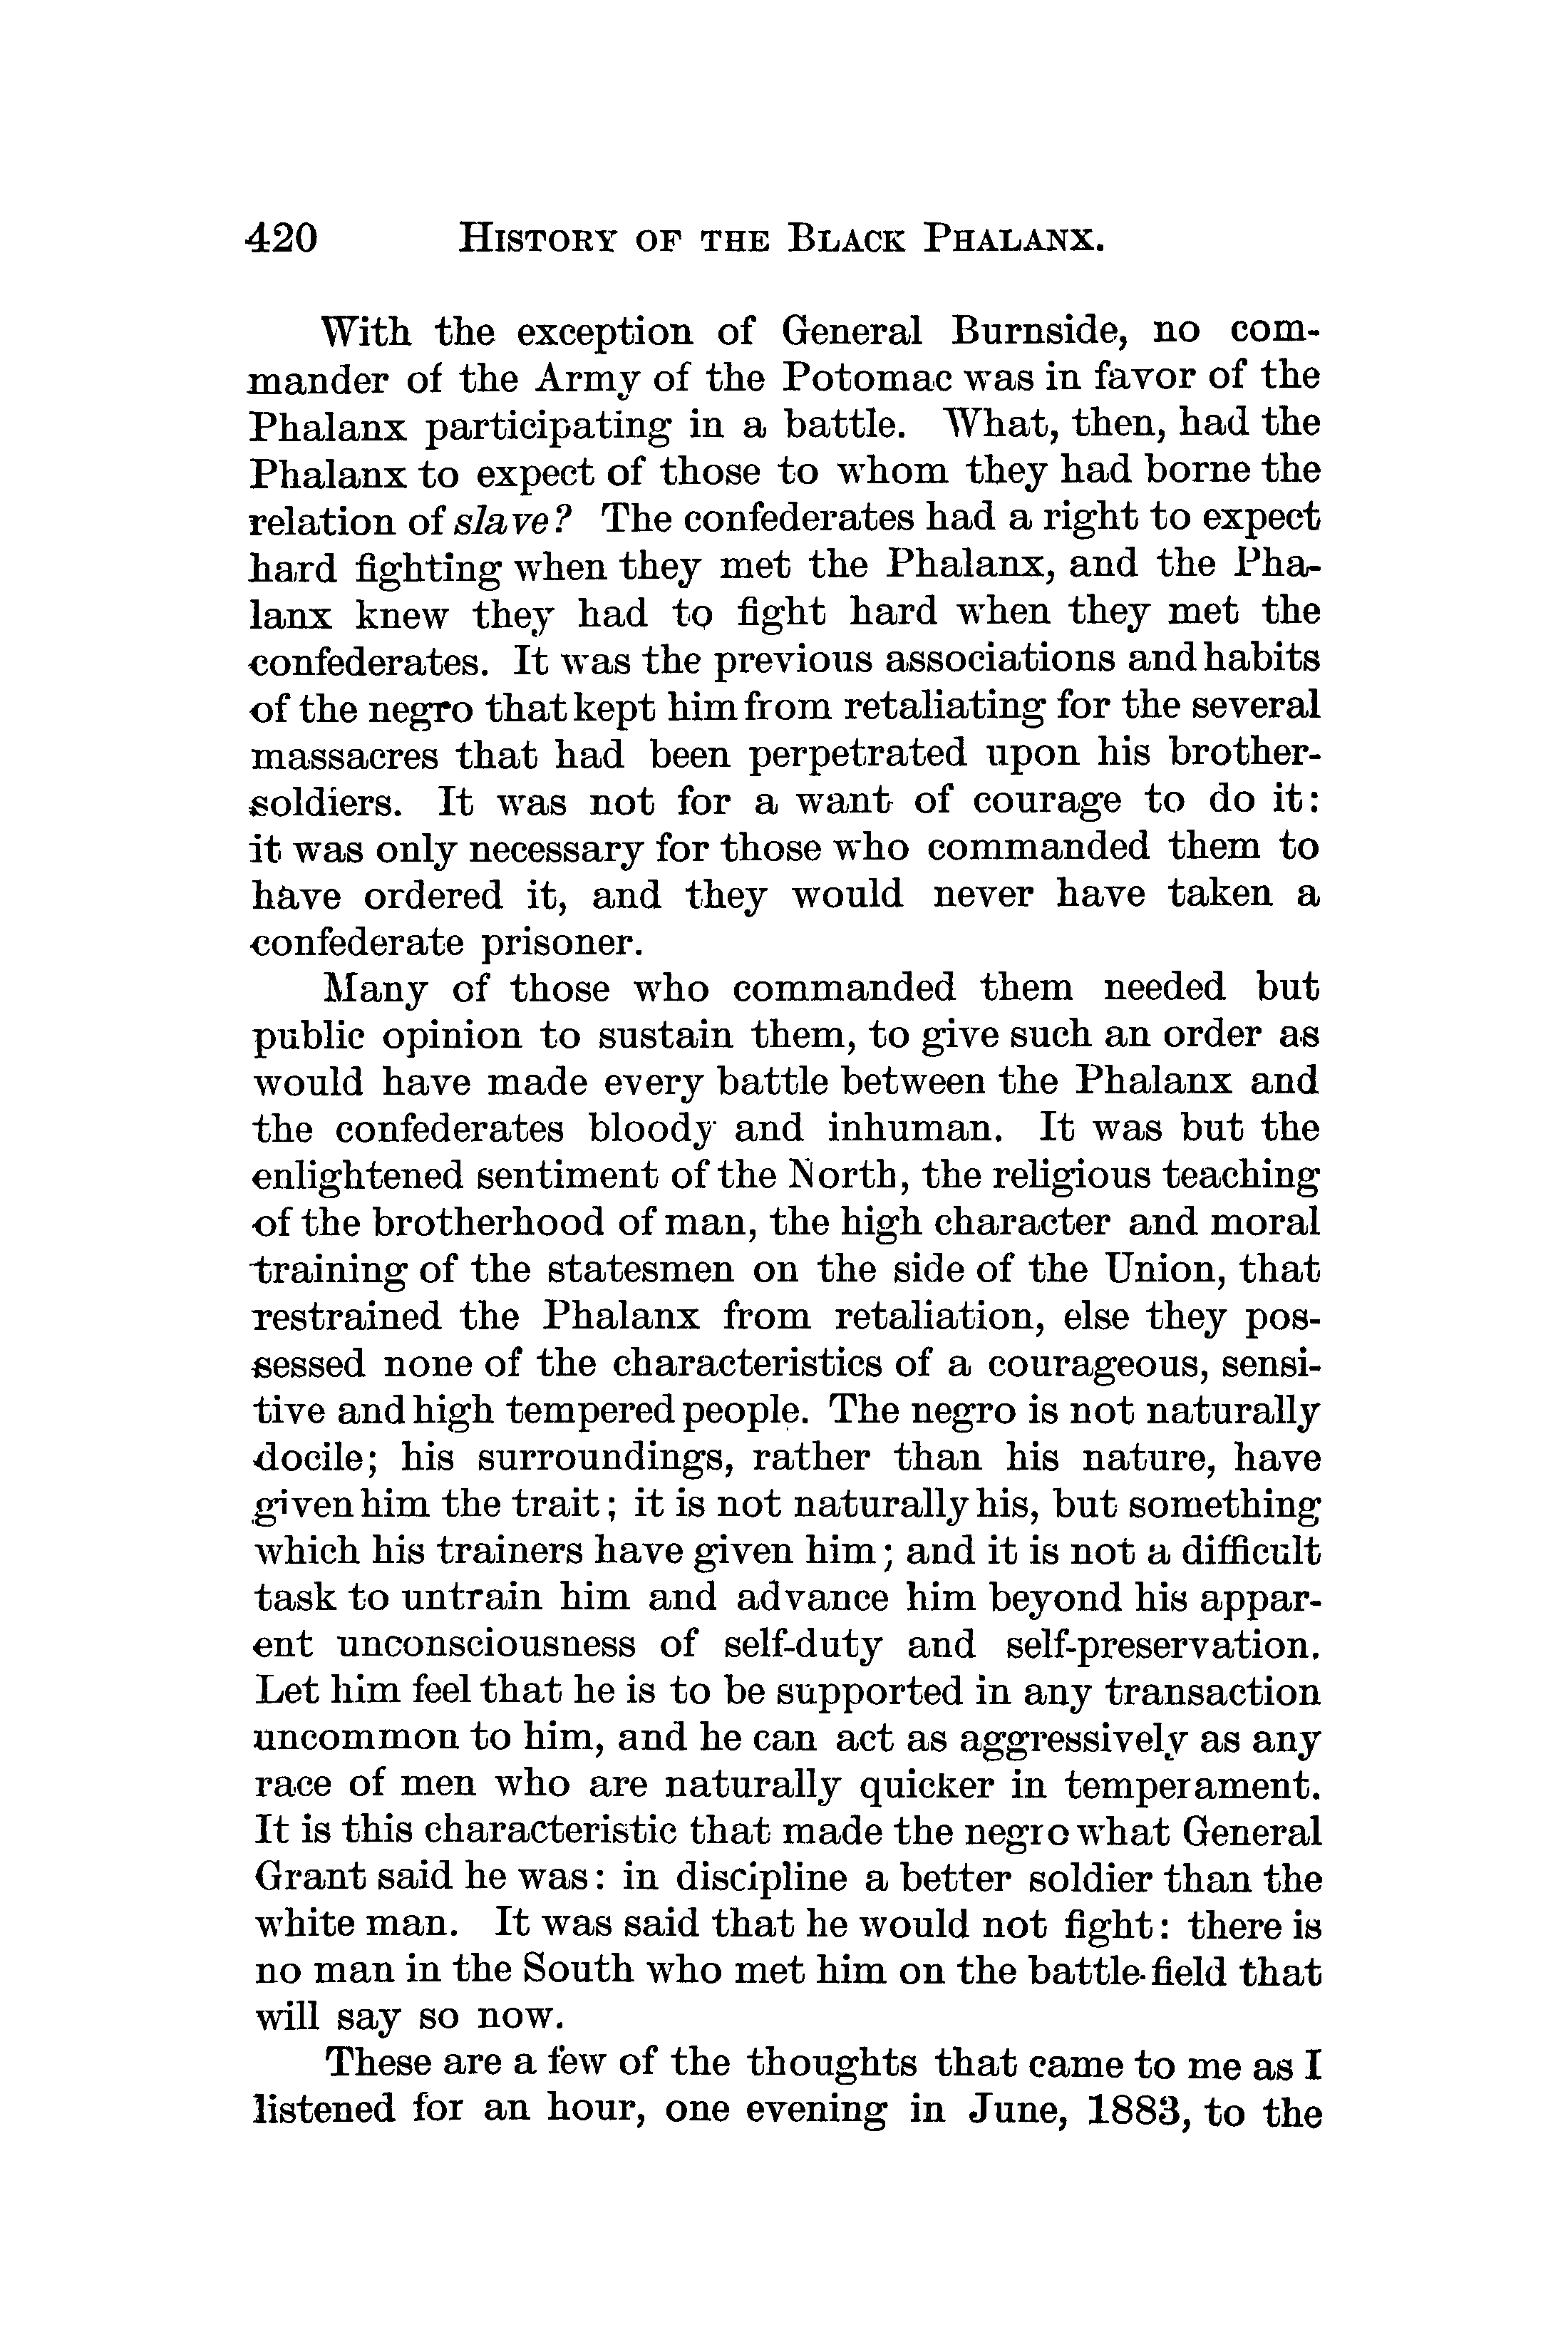 420 HISTORY OF THE BLACK PHALANX.
With the exception of General Burnside, no com-
mander of the Army of the Potomac was in favor of the
Phalanx participating in a battle. What, then, had the
Phalanx to expect of those to whom they had borne the
relation of slave? The confederates had a right to expect
hard fighting when they met the Phalanx, and the Pha-
lanx knew they had to fight hard when they met the
confederates. It was the previous associations and habits
of the negro that kept him from retaliating for the several
massacres that had been perpetrated upon his brother-
soldiers. It was not for a want of courage to do it:
it was only necessary for those who commanded them to
have ordered it, and they would never have taken a
confederate prisoner.
Many of those who commanded them needed but
public opinion to sustain them, to give such an order as
would have made every battle between the Phalanx and
the confederates bloody and inhuman. It was but the
enlightened sentiment of the North, the religious teaching
of the brotherhood of man, the high character and moral
training of the statesmen on the side of the Union, that
restrained the Phalanx from retaliation, else they pos-
sessed none of the characteristics of a courageous, sensi-
tive and high tempered people. The negro is not naturally
docile; his surroundings, rather than his nature, have
given him the trait; it is not naturally his, but something
which his trainers have given him; and it is not a difficult
task to untrain him and advance him beyond his appar-
ent unconsciousness of self-duty and self-preservation.
Let him feel that he is to be supported in any transaction
uncommon to him, and he can act as aggressively as any
race of men who are naturally quicker in temperament.
It is this characteristic that made the negro what General
Grant said he was: in discipline a better soldier than the
white man. It was said that he would not fight: there is
no man in the South who met him on the battle-field that
will say so now.
These are a few of the thoughts that came to me as I
listened for an hour, one evening in June, 1883, to the